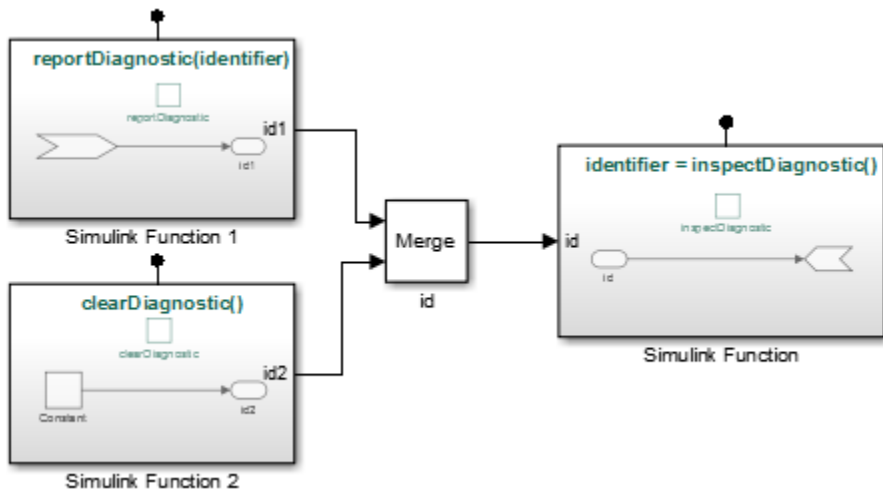 reportDiagnostic(identifier)
reportDiagnostic
id1
id1
Simulink Function 1
clearDiagnostic()
clearDiagnostic
id2
Constant
id2
Simulink Function 2
Merge
id
identifier = inspectDiagnostic()
inspectDiagnostic
id
id
Simulink Function